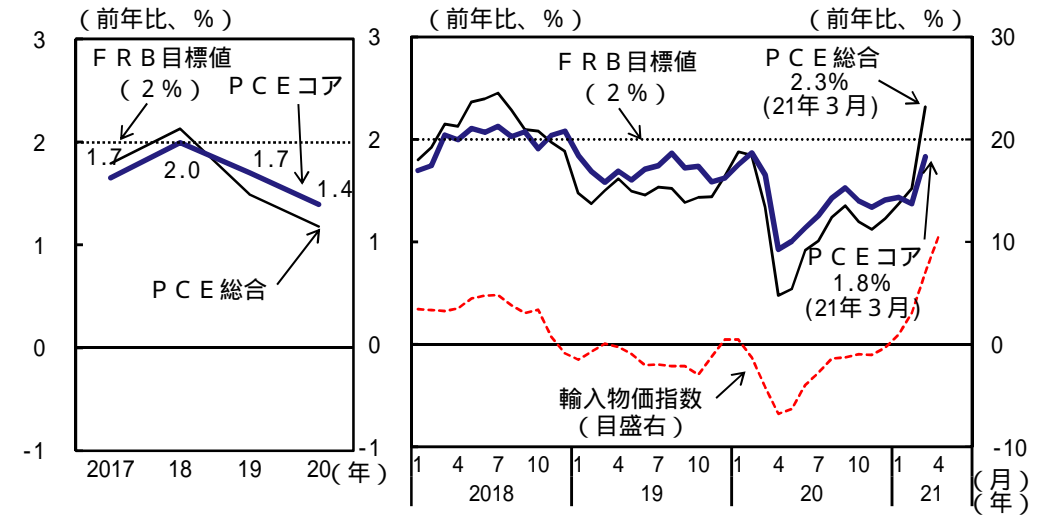 (前年比、%)
3
2
1
0
-1
FRB目標値
(2%)
PCEコア
1.7
2.0
1.7
1.4
PCE総合
2017 18 19 20(年)
(前年比、%)
(前年比、%)
3
2
1
0
-1
30
20
10
0
-10
FRB目標値
(2%)
PCE総合
2.3%
(21年3月)
PCEコア
1.8%
(21年3月)
輸入物価指数
(目盛右)
1 4 7 10 1 4 7 10 1 4 7 10 1 4
(月)
2018 19 20 21
(年)